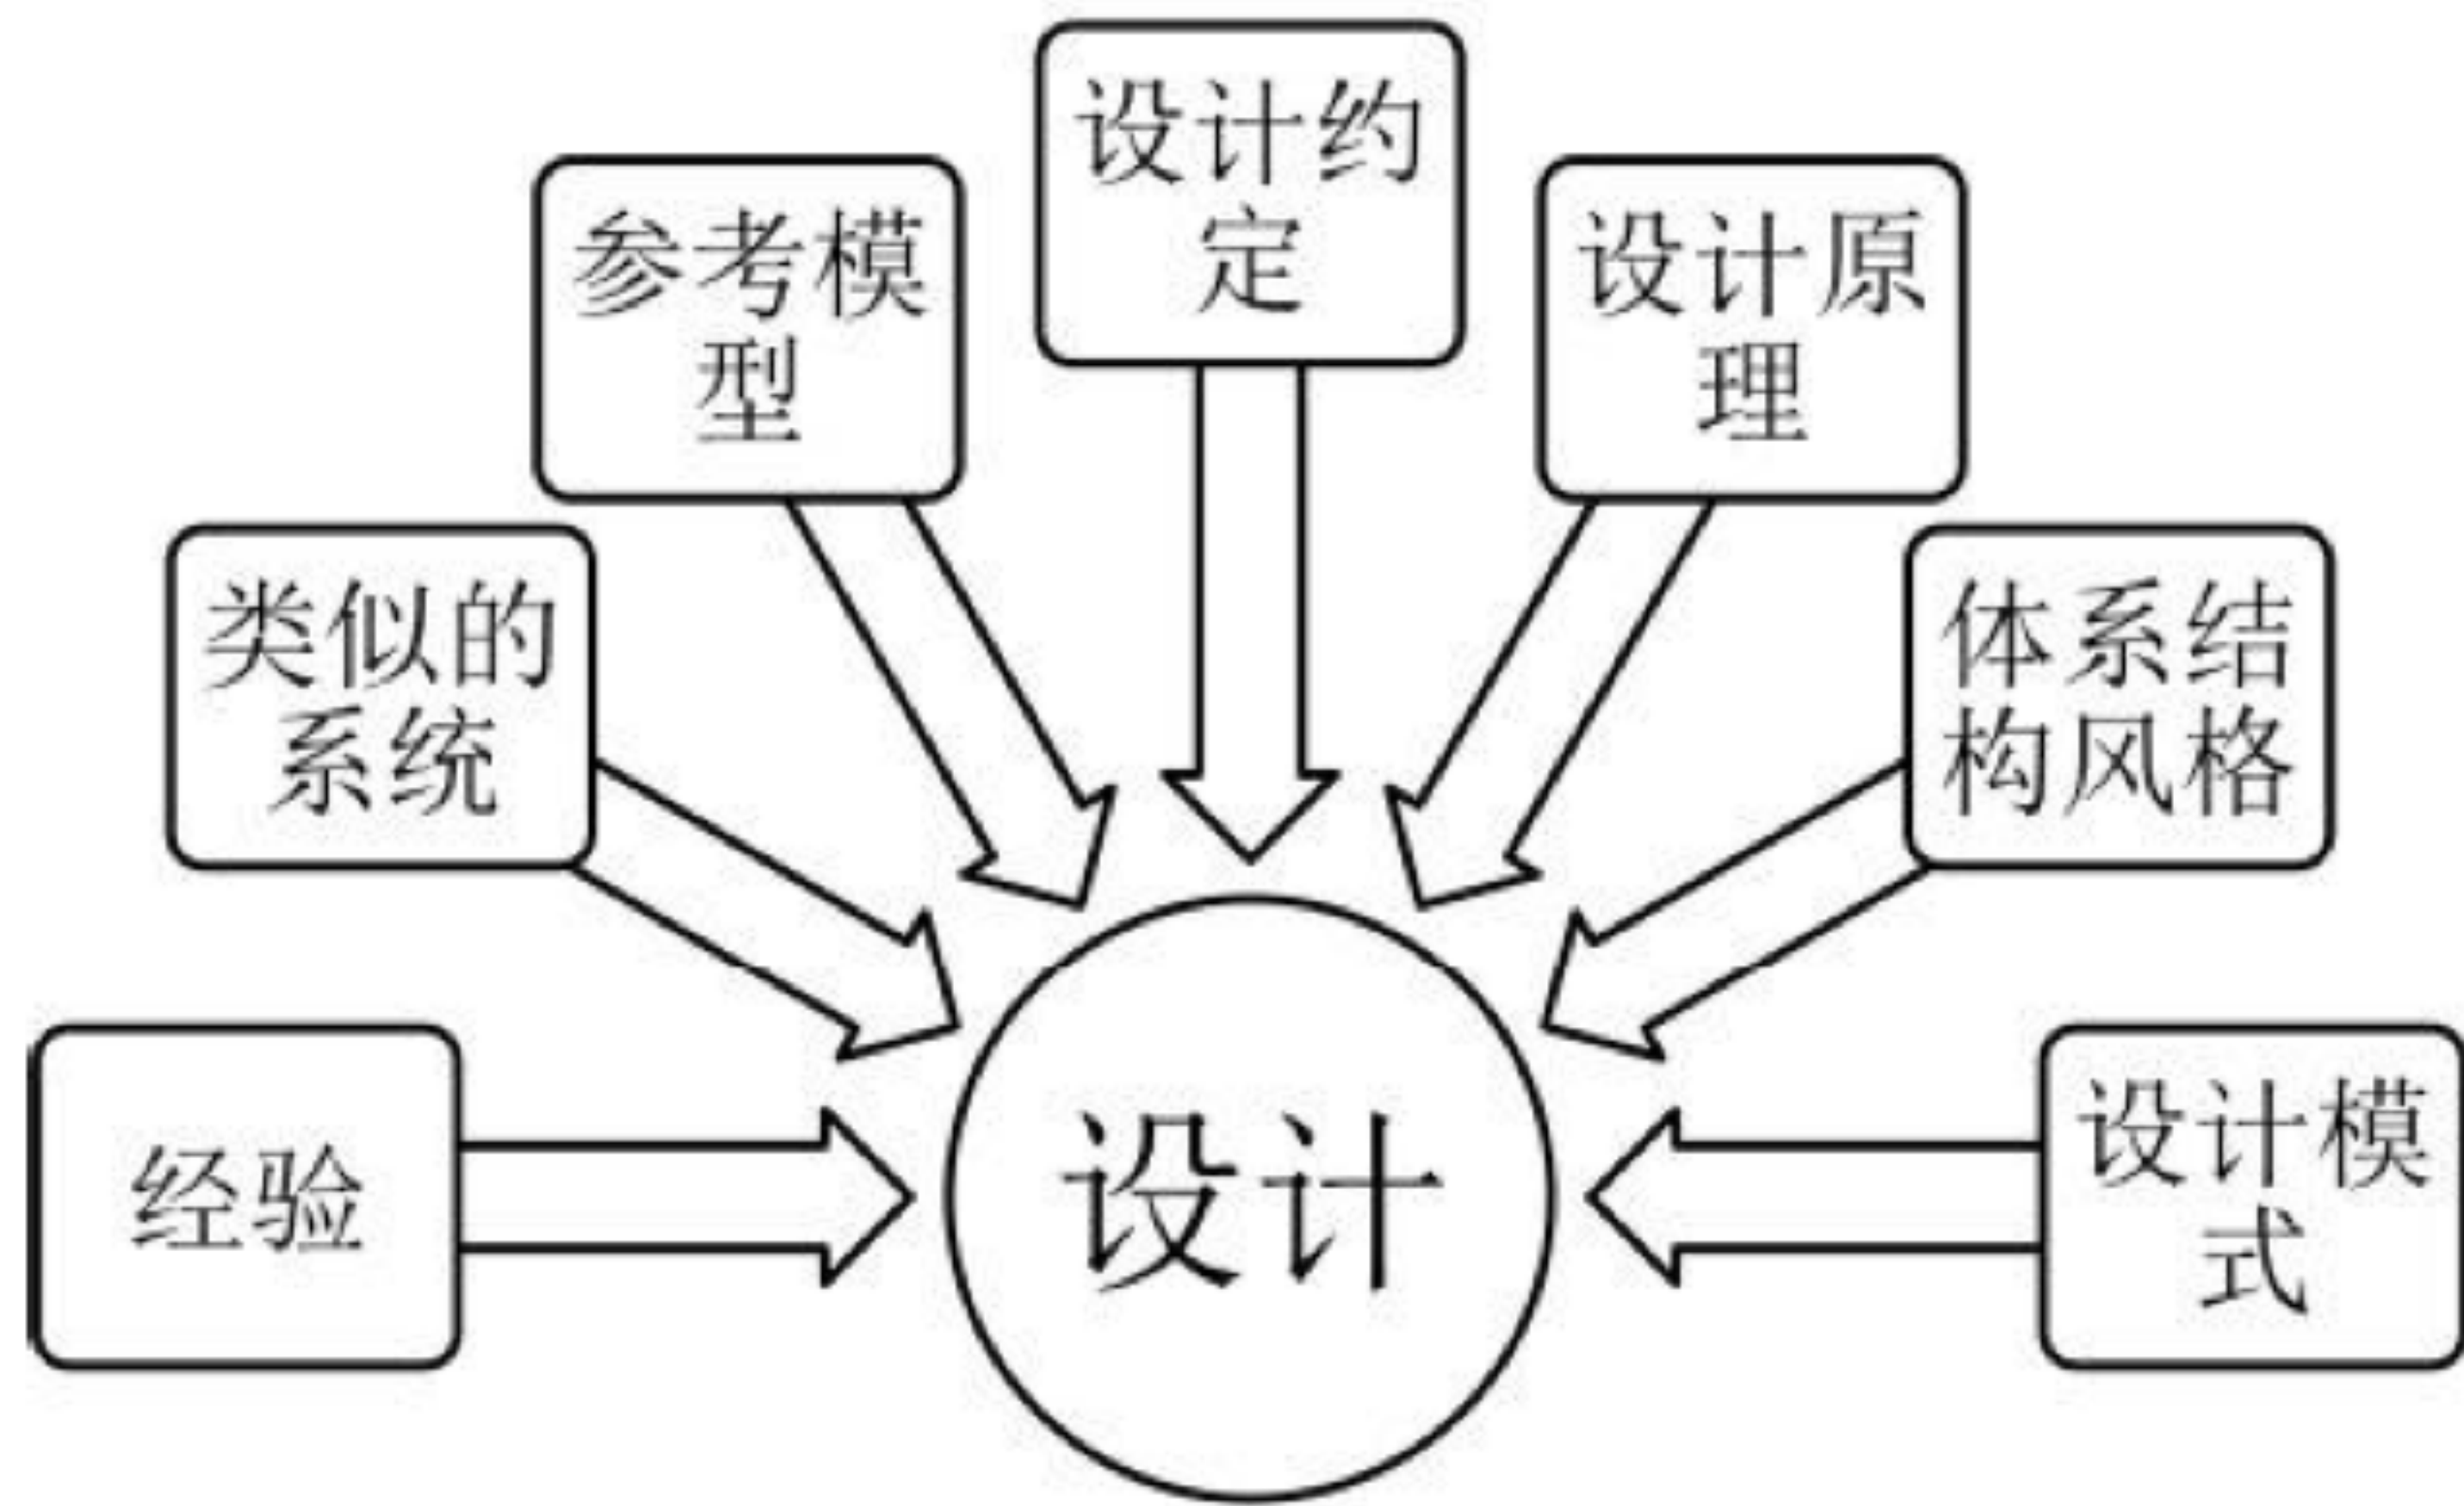 设计约
定
参考模
型
设计原
理
类似的
系统
体系结
构风格
经验
设计
设计模
式